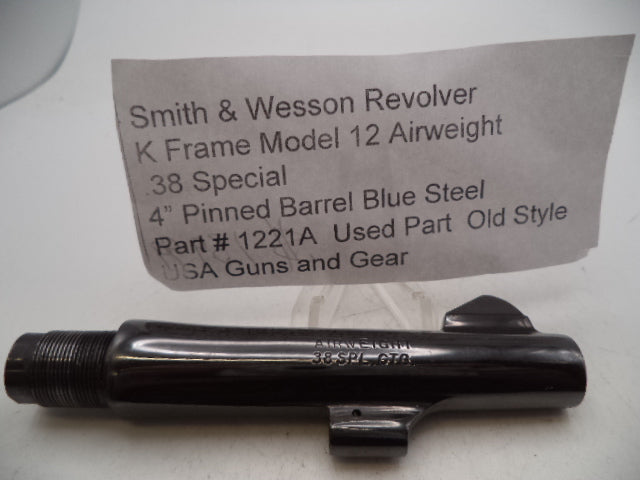 Smith & Wesson Revolver
K Frame Model 12 Airweight
.38 Special
4” Pinned Barrel Blue Steel
Part # 1221A Used Part Old Style
USA Guns and Gear
AIRWEIGHT
38 SPL. CTG.